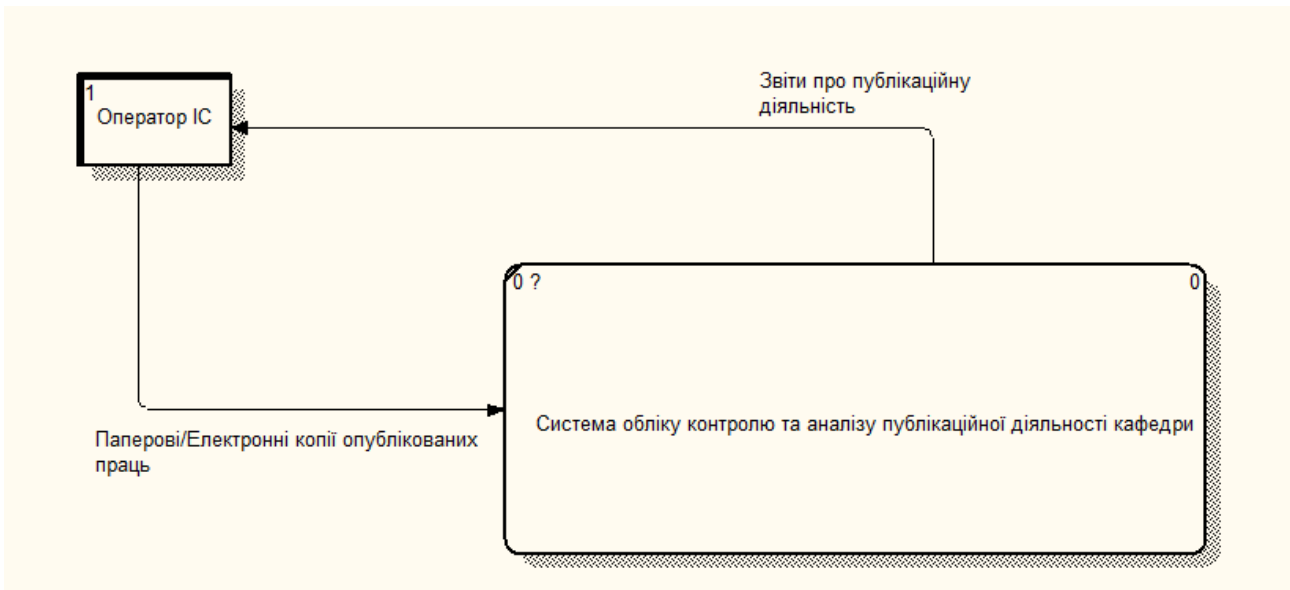 Звіти про публікаційну
діяльність
1
Оператор ІС
0 ?
0
Система обліку контролю та аналізу публікаційної діяльності кафедри
Паперові/Електронні копії опублікованих
праць